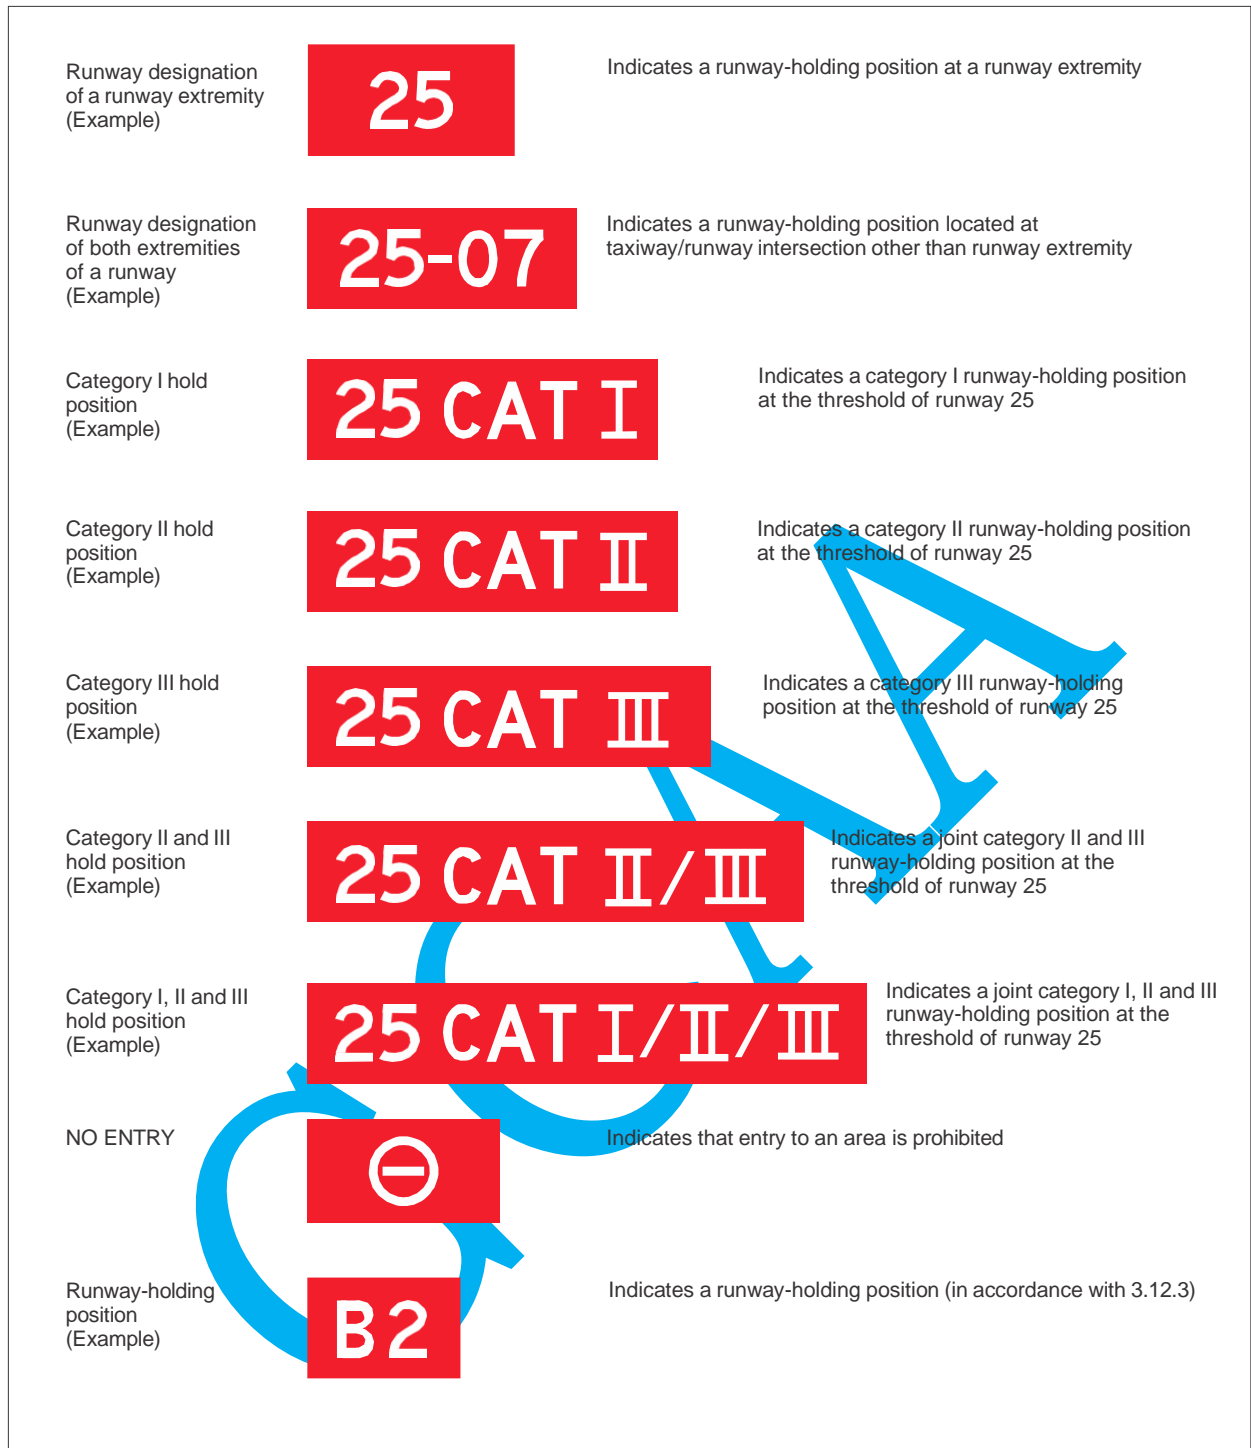 Runway designation
of a runway extremity
(Example)
25
Indicates a runway-holding position at a runway extremity
Runway designation
of both extremities
of a runway
(Example)
25-07
Indicates a runway-holding position located at
taxiway/runway intersection other than runway extremity
Category I hold
position
(Example)
25 CAT I
Indicates a category I runway-holding position
at the threshold of runway 25
Category II hold
position
(Example)
25 CAT II
Indicates a category II runway-holding position
at the threshold of runway 25
Category III hold
position
(Example)
25 CAT III
Indicates a category III runway-holding
position at the threshold of runway 25
Category II and III
hold position
(Example)
25 CAT II/III
Indicates a joint category II and III
runway-holding position at the
threshold of runway 25
Category I, II and III
hold position
(Example)
25 CAT I/II/III
Indicates a joint category I, II and III
runway-holding position at the
threshold of runway 25
NO ENTRY
Indicates that entry to an area is prohibited
Runway-holding
position
(Example)
B2
Indicates a runway-holding position (in accordance with 3.12.3)
GCAA